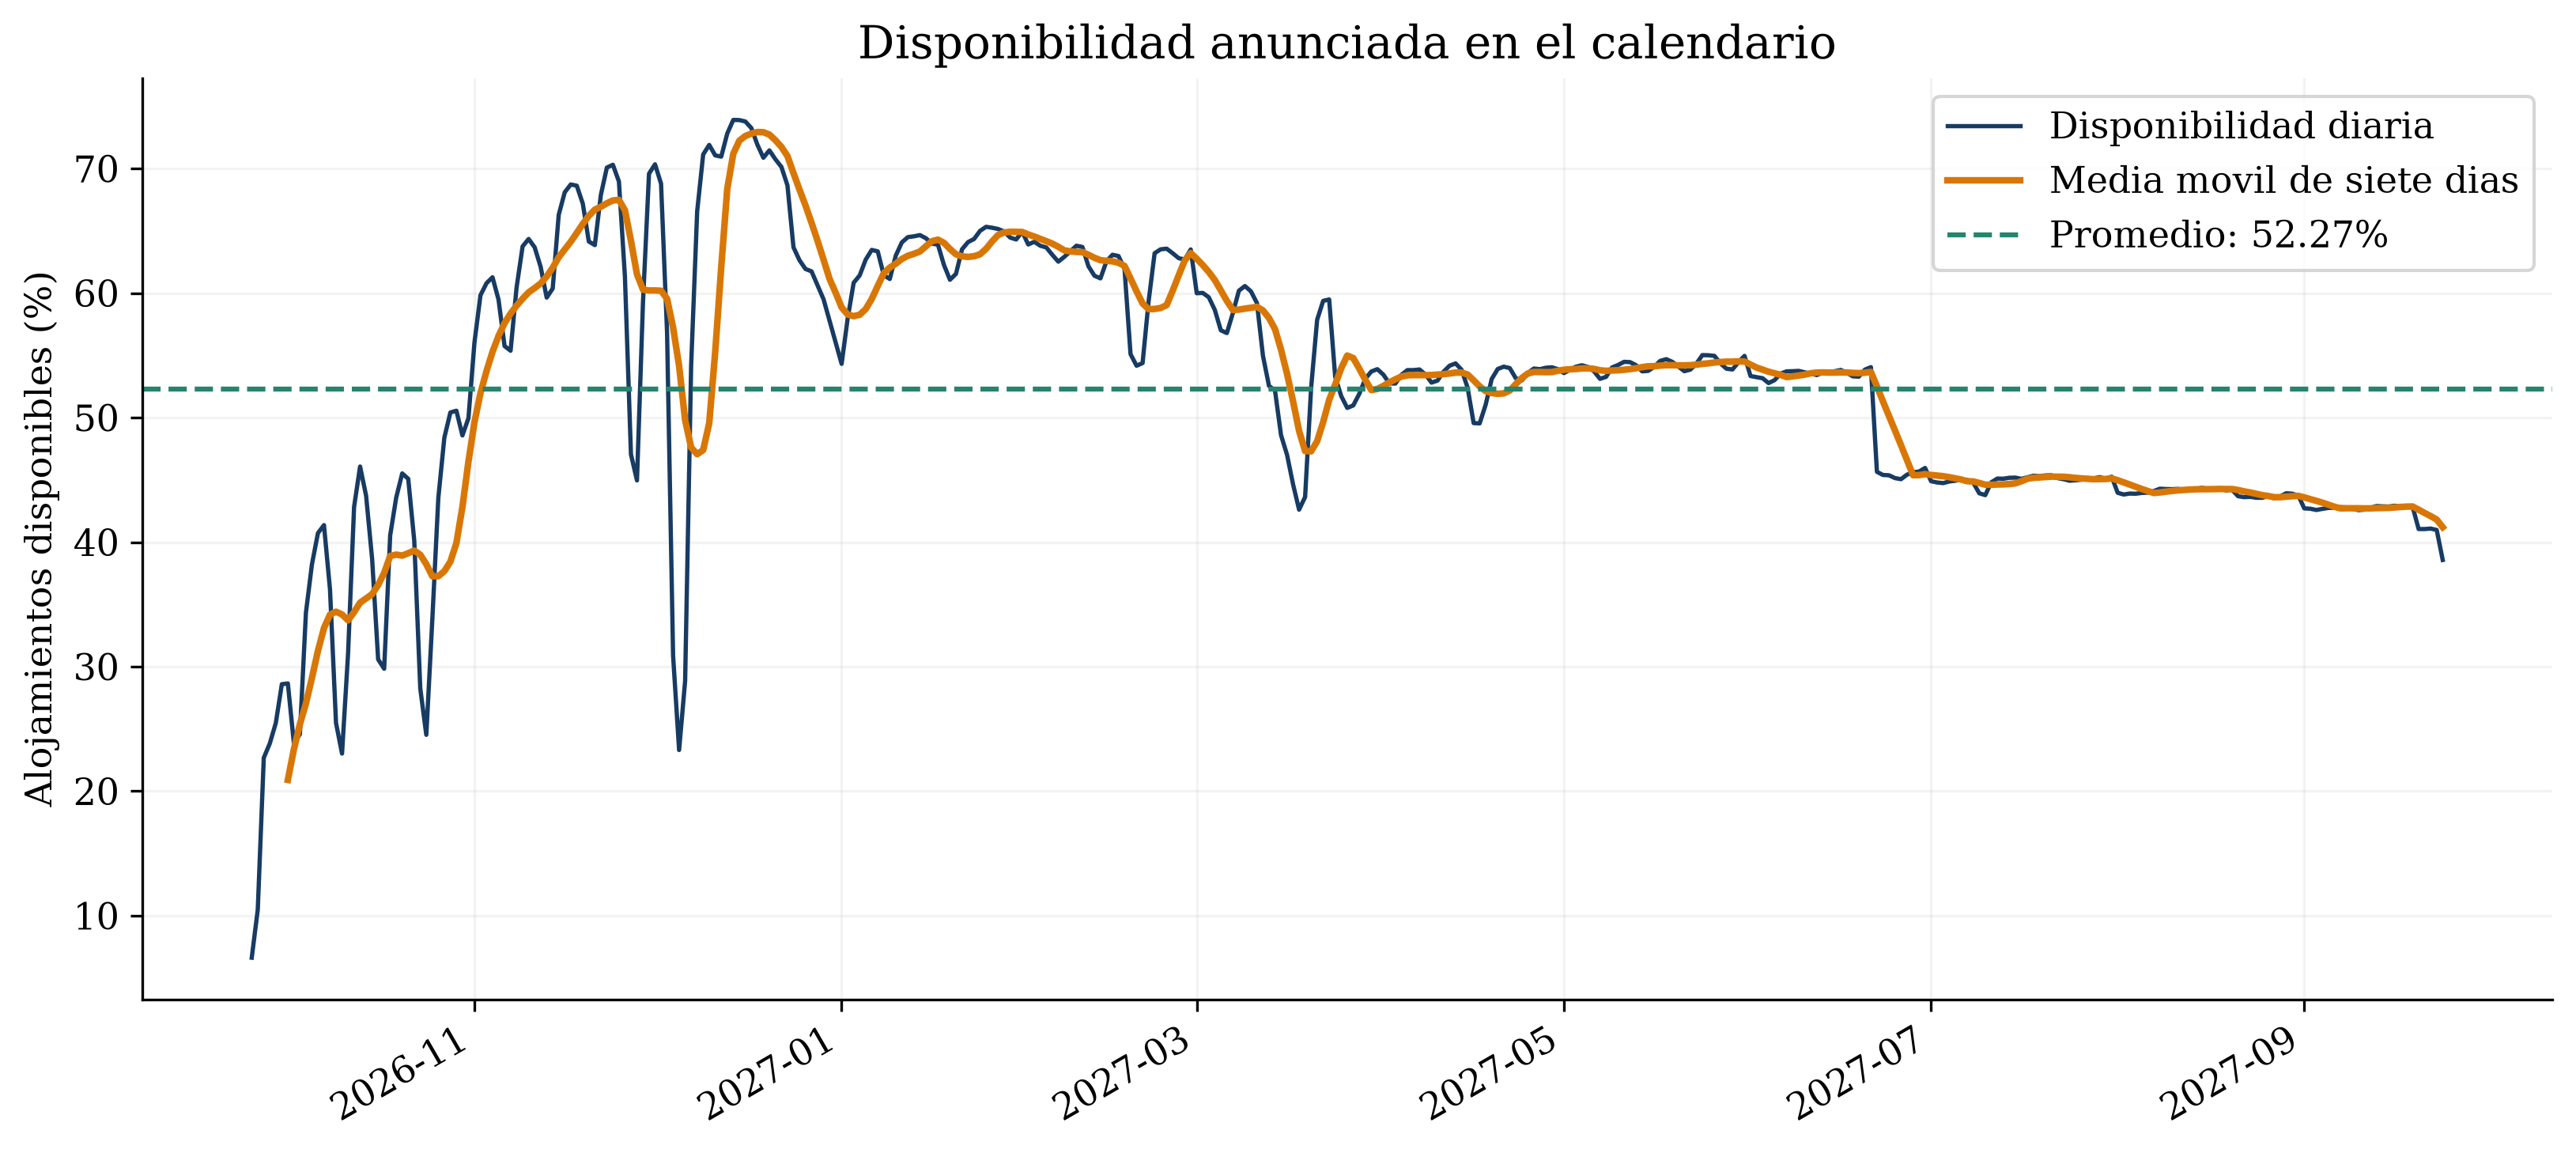 Disponibilidad anunciada en el calendario
Disponibilidad diaria
Media movil de siete dias
Promedio: 52.27%
Alojamientos disponibles (%)
70
60
50
40
30
20
10
2026-11
2027-01
2027-03
2027-05
2027-07
2027-09